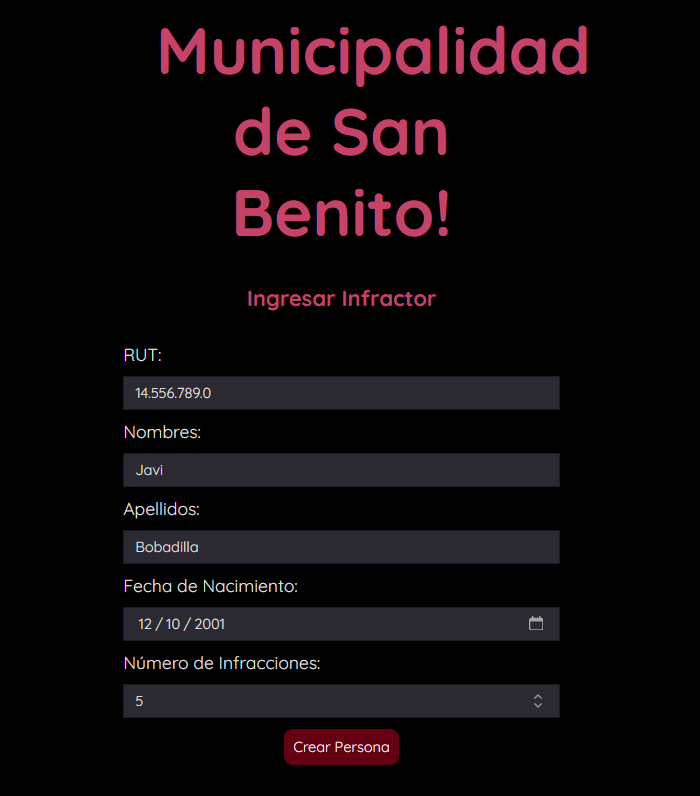 Municipalidad
de San
Benito!
Ingresar Infractor
RUT:
14.556.789.0
Nombres:
Javi
Apellidos:
Bobadilla
Fecha de Nacimiento:
12 / 10 / 2001
Número de Infracciones:
5
Crear Persona